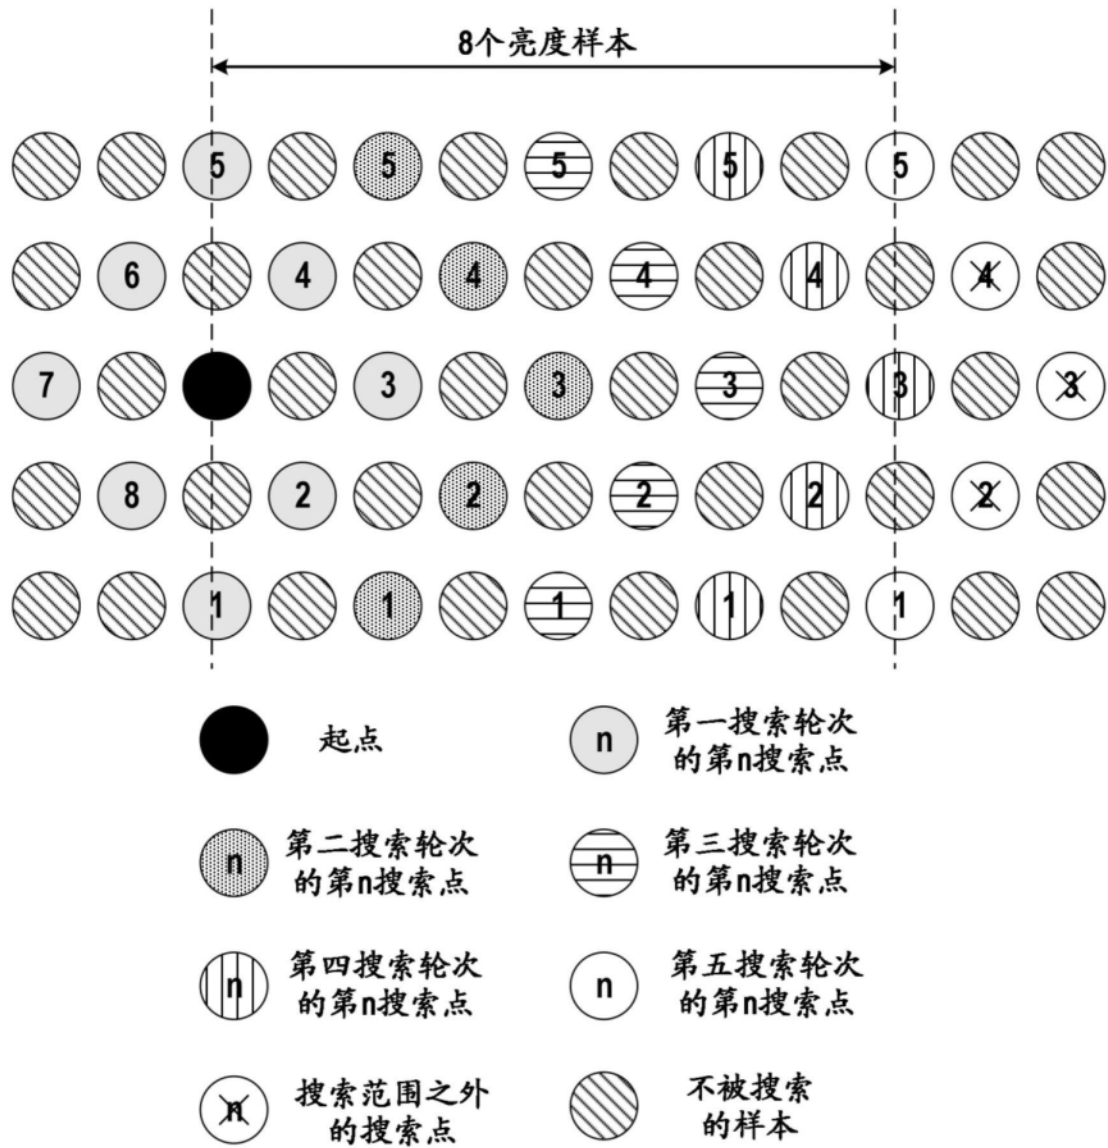 8个亮度样本
5 5 5 5 5
6 4 4 4 4 4
7 3 3 3 3 3
8 2 2 2 2 2
1 1 1 1 1
起点
n
第一搜索轮次
的第n搜索点
n
第二搜索轮次
的第n搜索点
n
第三搜索轮次
的第n搜索点
n
第四搜索轮次
的第n搜索点
n
第五搜索轮次
的第n搜索点
n
搜索范围之外
的搜索点
不被搜索
的样本